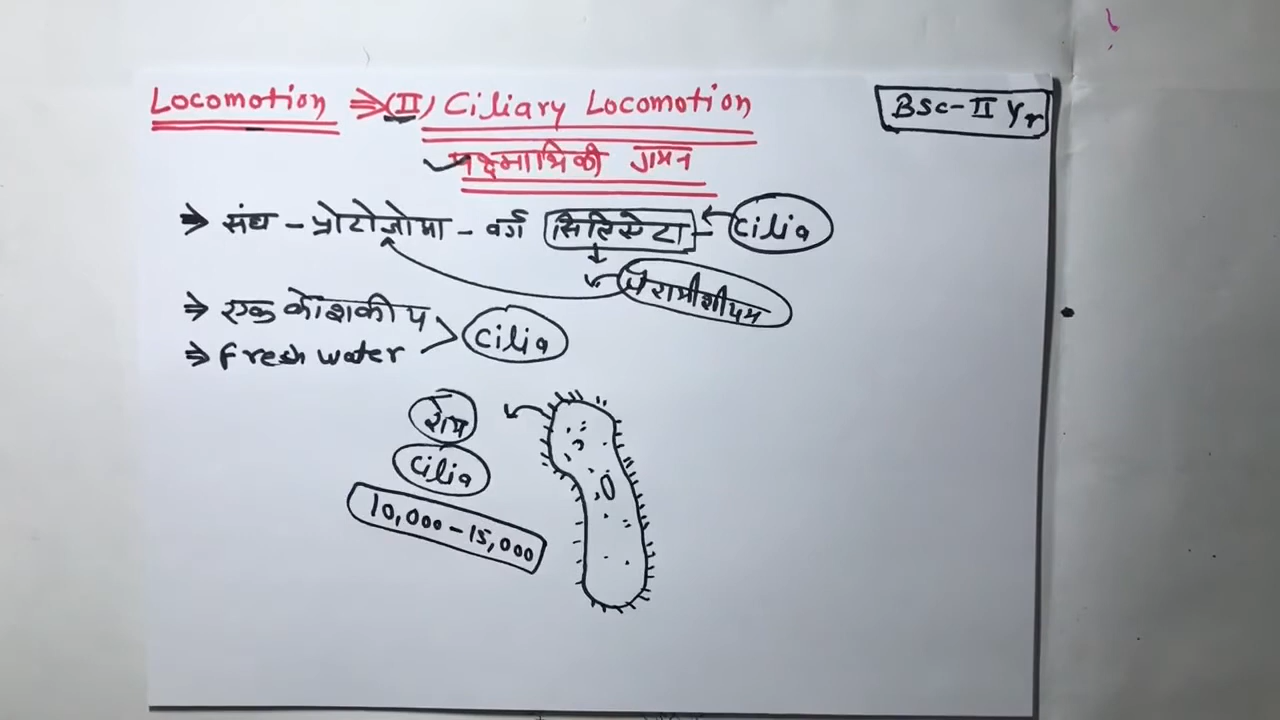 Locomotion ⇒ (II) Ciliary Locomotion
BSc-II Yr
पक्ष्माभिकी गमन
⇒ संघ - प्रोटोजोआ - वर्ग सिलिएटा - Cilia
पैरामीशीयम
⇒ एक कोशिकीय
Cilia
⇒ fresh water
रोम
Cilia
10,000-15,000